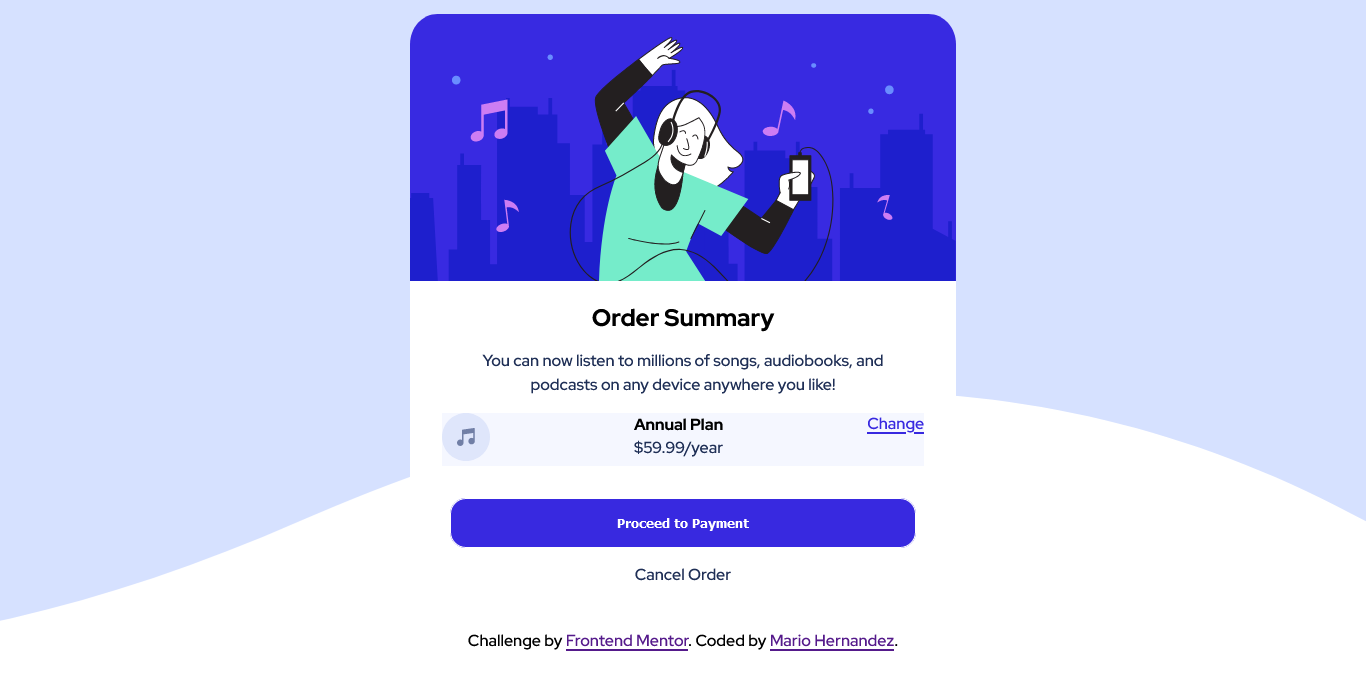 Order Summary
You can now listen to millions of songs, audiobooks, and
podcasts on any device anywhere you like!
Annual Plan
Change
$59.99/year
Proceed to Payment
Cancel Order
Challenge by Frontend Mentor. Coded by Mario Hernandez.